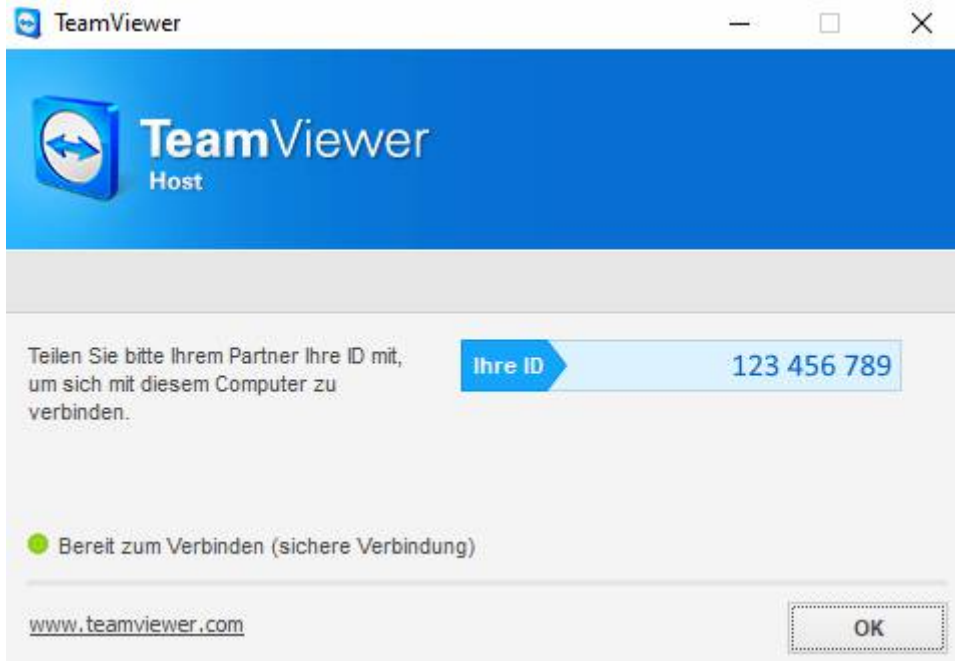 TeamViewer
TeamViewer
Host
Teilen Sie bitte Ihrem Partner Ihre ID mit,
um sich mit diesem Computer zu
verbinden.
Ihre ID 123 456 789
Bereit zum Verbinden (sichere Verbindung)
www.teamviewer.com
OK